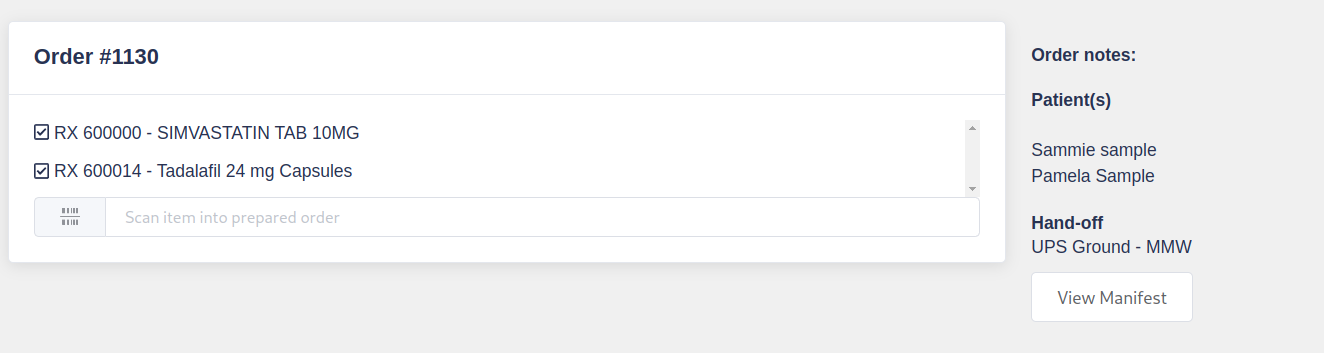 Order #1130
RX 600000 - SIMVASTATIN TAB 10MG
RX 600014 - Tadalafil 24 mg Capsules
Scan item into prepared order
Order notes:
Patient(s)
Sammie sample
Pamela Sample
Hand-off
UPS Ground - MMW
View Manifest